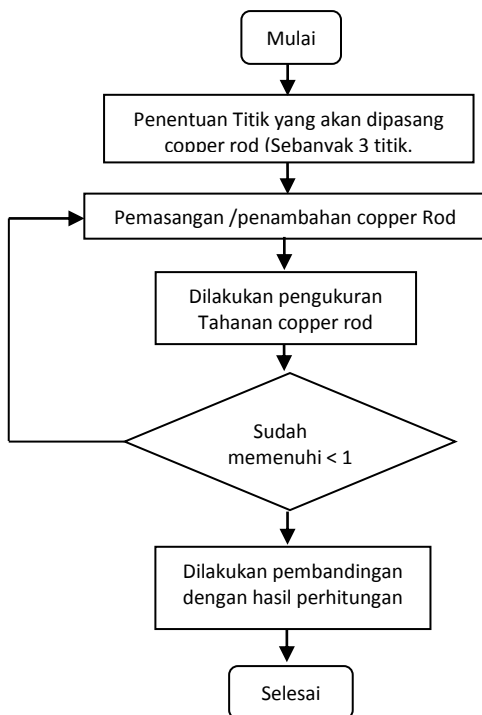 Mulai
Penentuan Titik yang akan dipasang
copper rod (Sebanyak 3 titik.
Pemasangan /penambahan copper Rod
Dilakukan pengukuran
Tahanan copper rod
Sudah
memenuhi < 1
Dilakukan pembandingan
dengan hasil perhitungan
Selesai